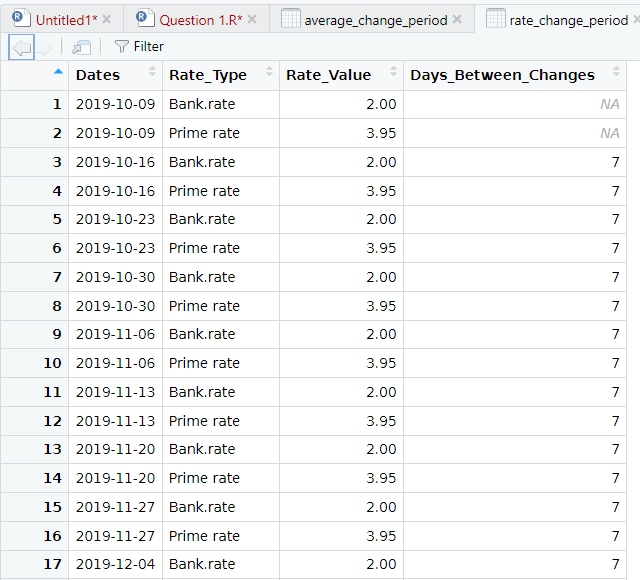 Untitled1* Question 1.R* average_change_period rate_change_period
Filter
Dates Rate_Type Rate_Value Days_Between_Changes
1 2019-10-09 Bank.rate 2.00 NA
2 2019-10-09 Prime rate 3.95 NA
3 2019-10-16 Bank.rate 2.00 7
4 2019-10-16 Prime rate 3.95 7
5 2019-10-23 Bank.rate 2.00 7
6 2019-10-23 Prime rate 3.95 7
7 2019-10-30 Bank.rate 2.00 7
8 2019-10-30 Prime rate 3.95 7
9 2019-11-06 Bank.rate 2.00 7
10 2019-11-06 Prime rate 3.95 7
11 2019-11-13 Bank.rate 2.00 7
12 2019-11-13 Prime rate 3.95 7
13 2019-11-20 Bank.rate 2.00 7
14 2019-11-20 Prime rate 3.95 7
15 2019-11-27 Bank.rate 2.00 7
16 2019-11-27 Prime rate 3.95 7
17 2019-12-04 Bank.rate 2.00 7